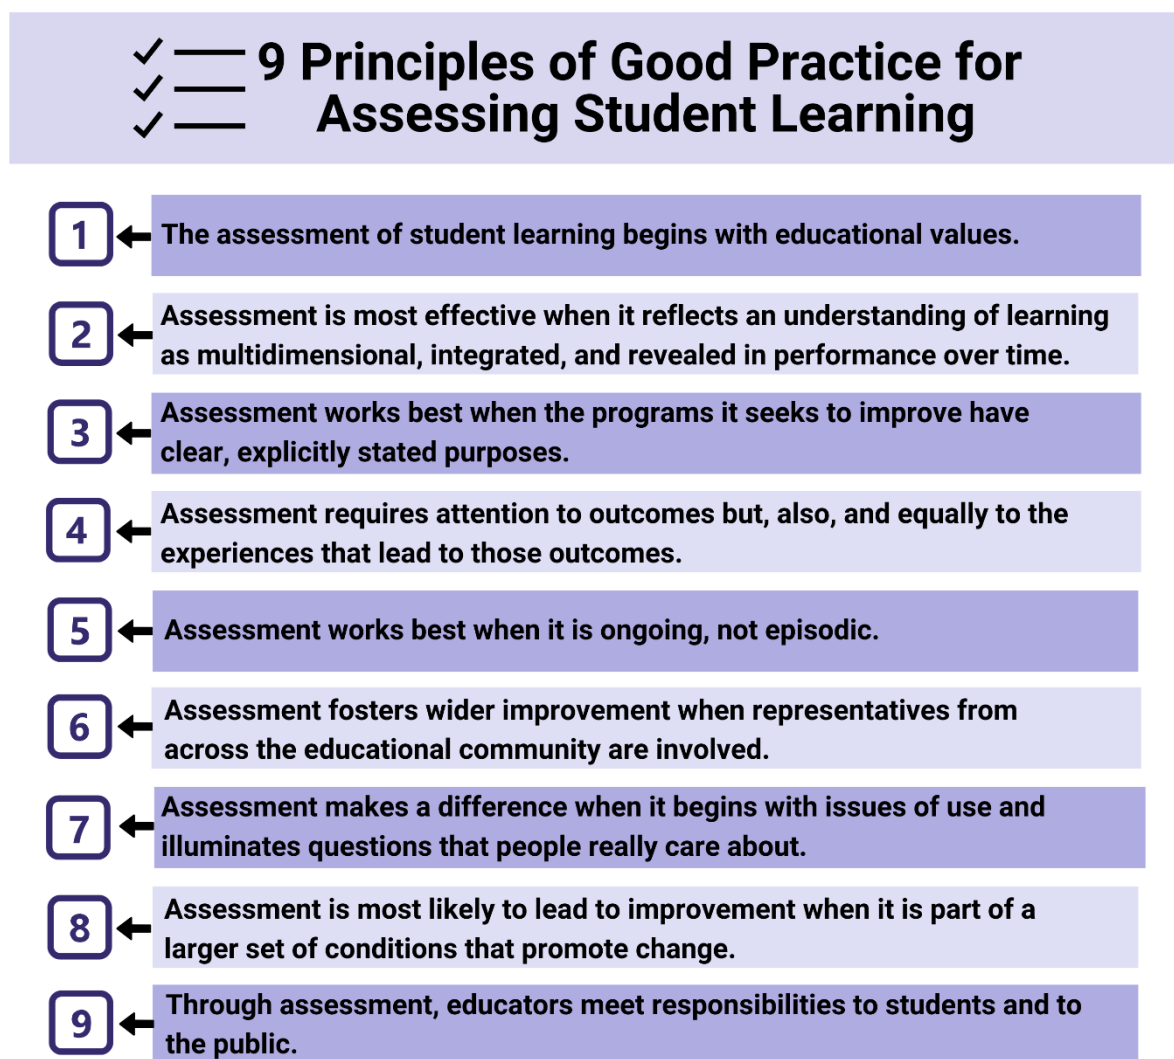 9 Principles of Good Practice for
Assessing Student Learning
1
The assessment of student learning begins with educational values.
2
Assessment is most effective when it reflects an understanding of learning
as multidimensional, integrated, and revealed in performance over time.
3
Assessment works best when the programs it seeks to improve have
clear, explicitly stated purposes.
4
Assessment requires attention to outcomes but, also, and equally to the
experiences that lead to those outcomes.
5
Assessment works best when it is ongoing, not episodic.
6
Assessment fosters wider improvement when representatives from
across the educational community are involved.
7
Assessment makes a difference when it begins with issues of use and
illuminates questions that people really care about.
8
Assessment is most likely to lead to improvement when it is part of a
larger set of conditions that promote change.
9
Through assessment, educators meet responsibilities to students and to
the public.